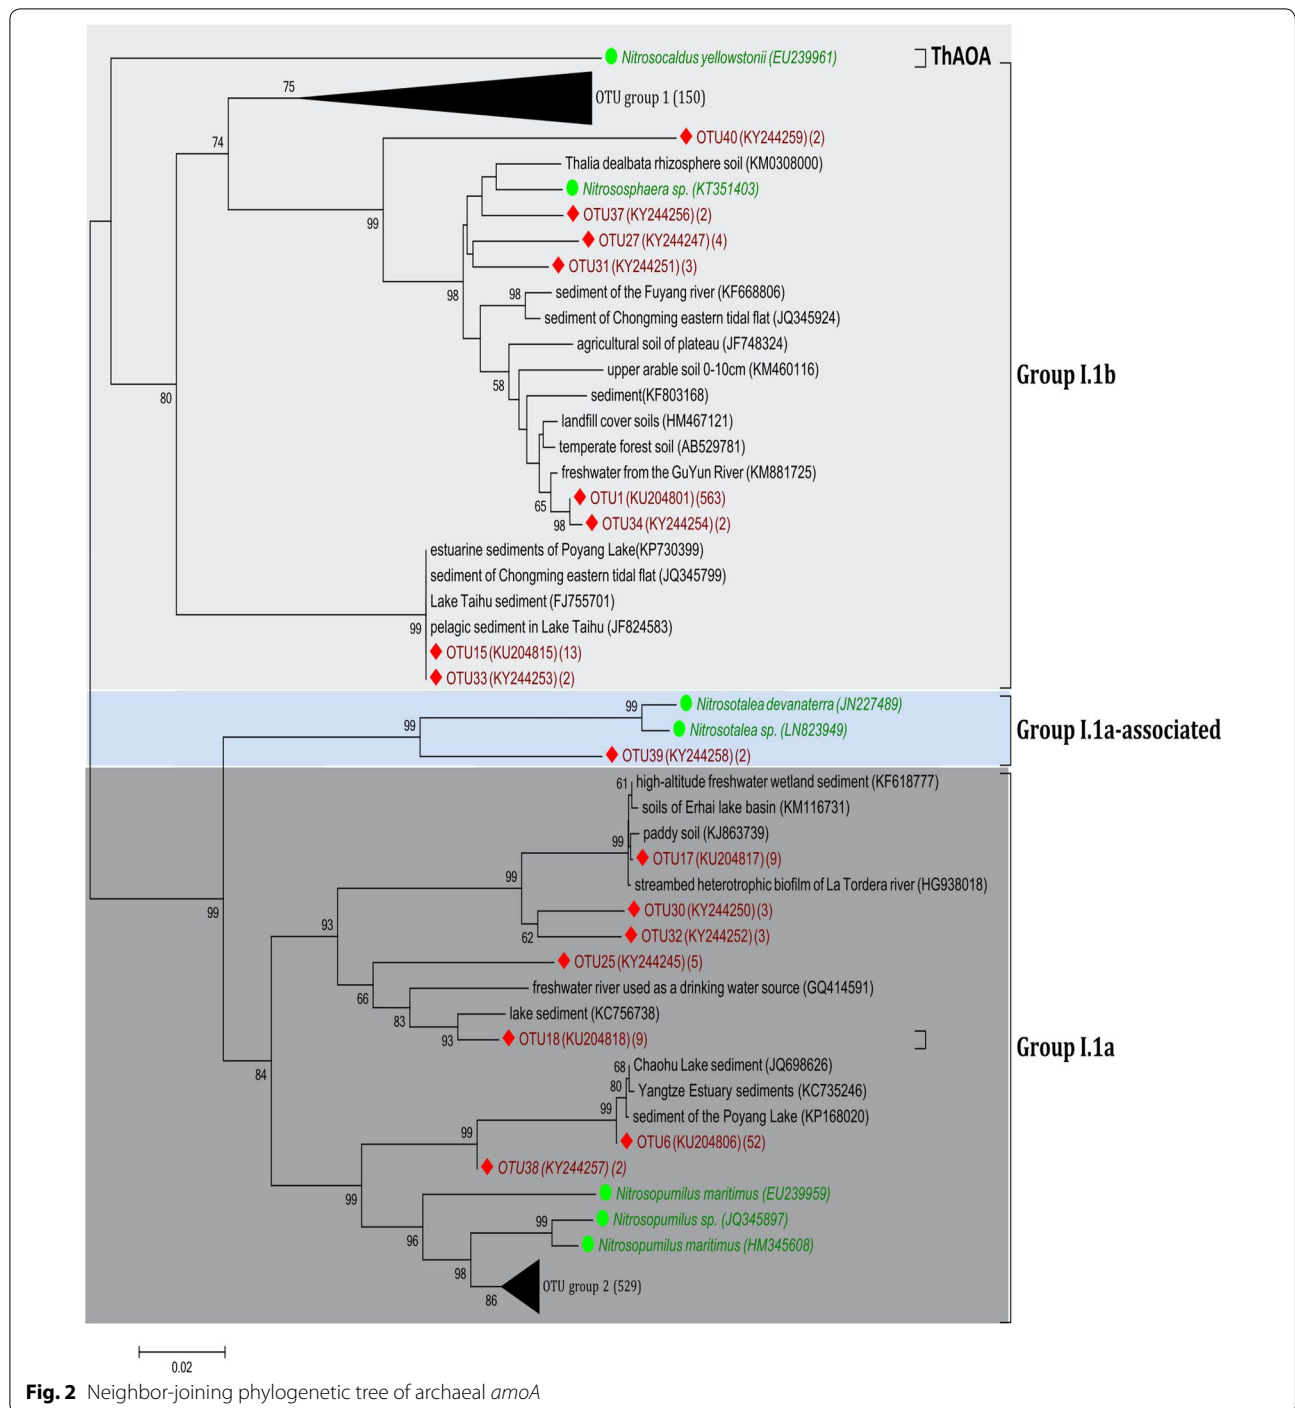 Nitrosocaldus yellowstonii (EU239961)
ThAOA
75
OTU group 1 (150)
74
OTU40 (KY244259) (2)
Thalia dealbata rhizosphere soil (KM0308000)
Nitrososphaera sp. (KT351403)
OTU37 (KY244256) (2)
99
OTU27 (KY244247) (4)
OTU31 (KY244251) (3)
98
98
sediment of the Fuyang river (KF668806)
sediment of Chongming eastern tidal flat (JQ345924)
agricultural soil of plateau (JF748324)
Group I.1b
58
upper arable soil 0-10cm (KM460116)
80
sediment(KF803168)
landfill cover soils (HM467121)
temperate forest soil (AB529781)
freshwater from the GuYun River (KM881725)
65
OTU1 (KU204801) (563)
98
OTU34 (KY244254) (2)
estuarine sediments of Poyang Lake(KP730399)
sediment of Chongming eastern tidal flat (JQ345799)
Lake Taihu sediment (FJ755701)
99
pelagic sediment in Lake Taihu (JF824583)
OTU15 (KU204815) (13)
OTU33 (KY244253) (2)
99
Nitrosotalea devanaterra (JN227489)
99
Nitrosotalea sp. (LN823949)
Group I.1a-associated
OTU39 (KY244258) (2)
61
high-altitude freshwater wetland sediment (KF618777)
soils of Erhai lake basin (KM116731)
99
paddy soil (KJ863739)
OTU17 (KU204817) (9)
99
streambed heterotrophic biofilm of La Tordera river (HG938018)
99
93
OTU30 (KY244250) (3)
62
OTU32 (KY244252) (3)
OTU25 (KY244245) (5)
66
freshwater river used as a drinking water source (GQ414591)
83
lake sediment (KC756738)
93
OTU18 (KU204818) (9)
Group I.1a
84
68
Chaohu Lake sediment (JQ698626)
80
Yangtze Estuary sediments (KC735246)
99
sediment of the Poyang Lake (KP168020)
99
OTU6 (KU204806) (52)
OTU38 (KY244257) (2)
99
Nitrosopumilus maritimus (EU239959)
99
Nitrosopumilus sp. (JQ345897)
96
Nitrosopumilus maritimus (HM345608)
98
86
OTU group 2 (529)
0.02
Fig. 2 Neighbor-joining phylogenetic tree of archaeal amoA